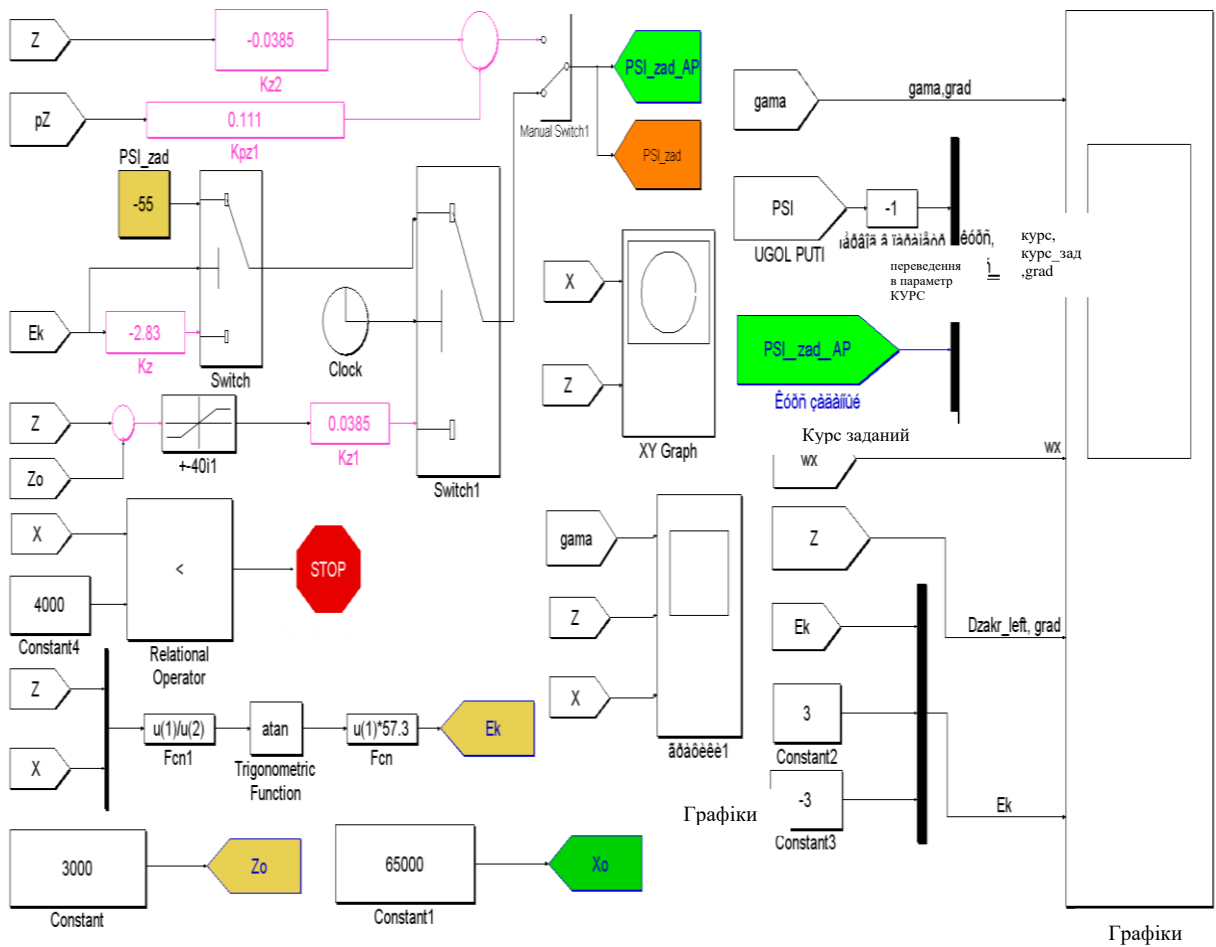 Z
-0.0385
Kz2
pZ
0.111
Kpz1
Manual Switch1
PSI_zad_AP
PSI_zad
PSI_zad
-55
Ek
-2.83
Kz
Switch
Clock
Z
Zo
+-40ì1
0.0385
Kz1
Switch1
X
4000
Constant4
<
Relational
Operator
STOP
Z
X
u(1)/u(2)
Fcn1
atan
Trigonometric
Function
u(1)*57.3
Fcn
Ek
3000
Constant
Zo
65000
Constant1
Xo
X
Z
XY Graph
gama
Z
X
ãðàôèêè1
Графіки
gama
gama,grad
PSI
UGOL PUTI
-1
переведення
в параметр
КУРС
курс,
курс_зад
,grad
PSI_zad_AP
Êóðñ çàäàííûé
Курс заданий
wx
wx
Z
Dzakr_left, grad
Ek
3
Constant2
-3
Constant3
Ek
Графіки